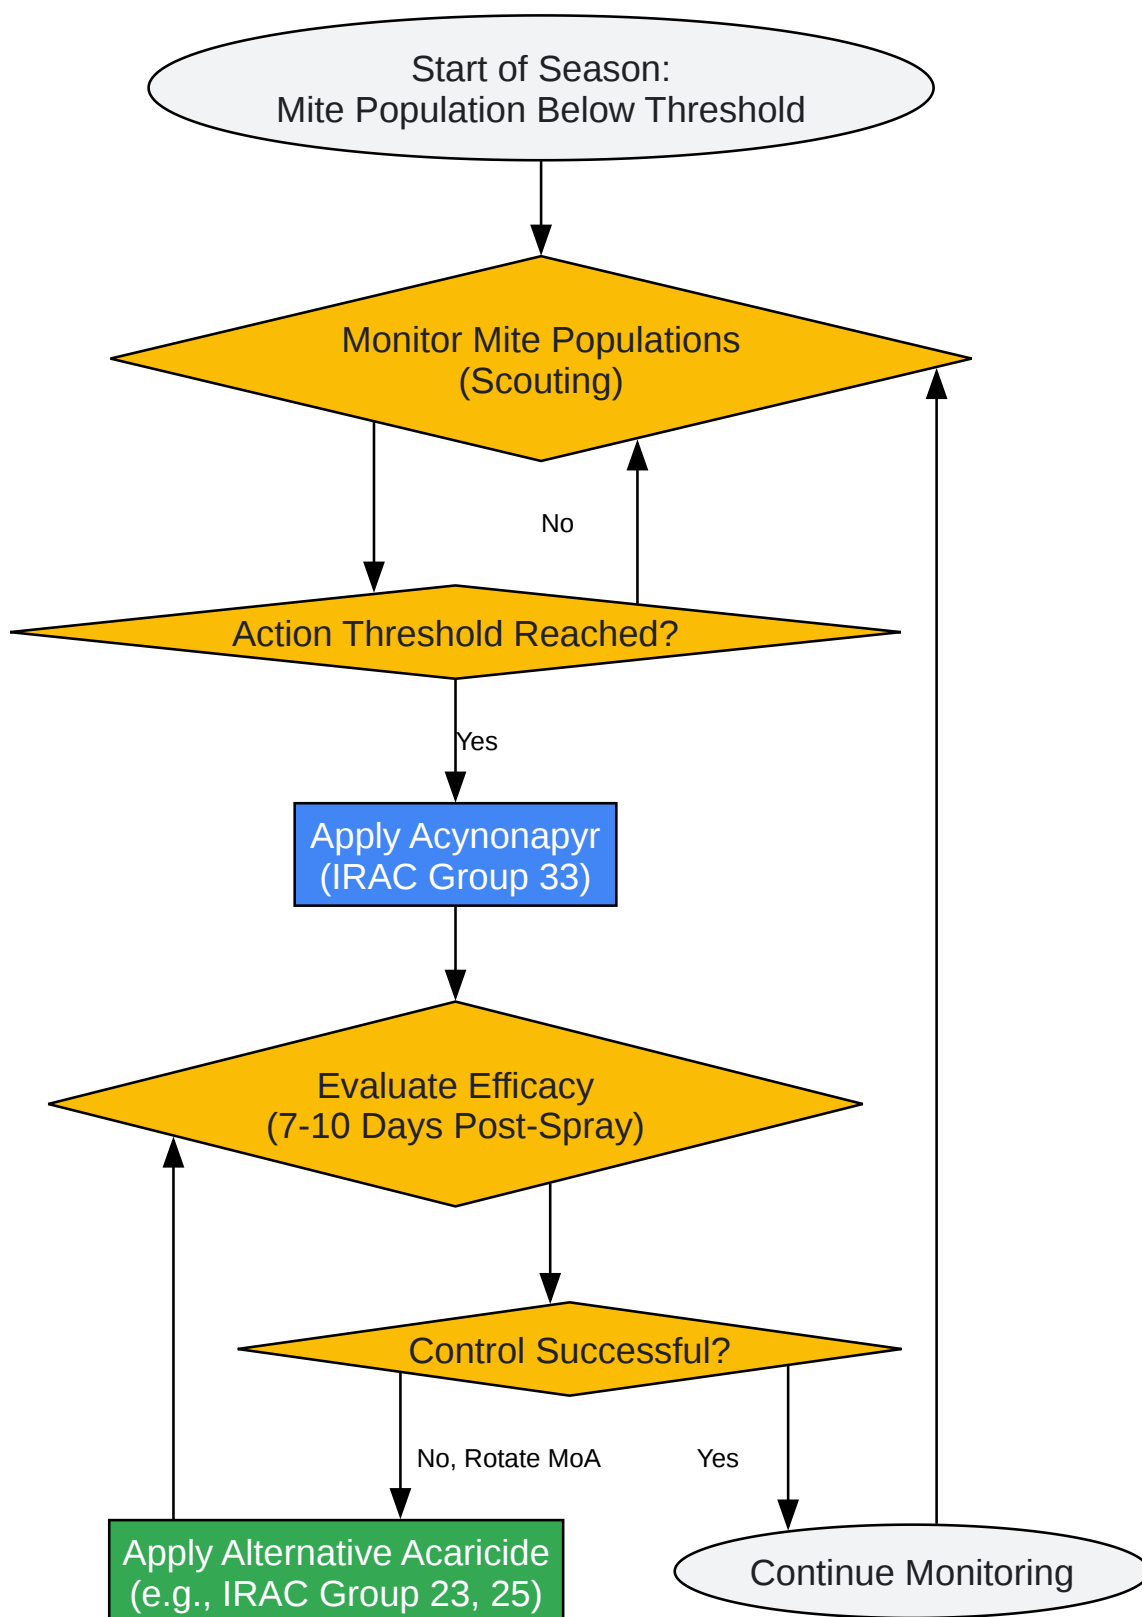 Start of Season:
Mite Population Below Threshold
Monitor Mite Populations
(Scouting)
No
Action Threshold Reached?
Yes
Apply Acynonapyr
(IRAC Group 33)
Evaluate Efficacy
(7-10 Days Post-Spray)
Control Successful?
No, Rotate MoA
Yes
Apply Alternative Acaricide
(e.g., IRAC Group 23, 25)
Continue Monitoring